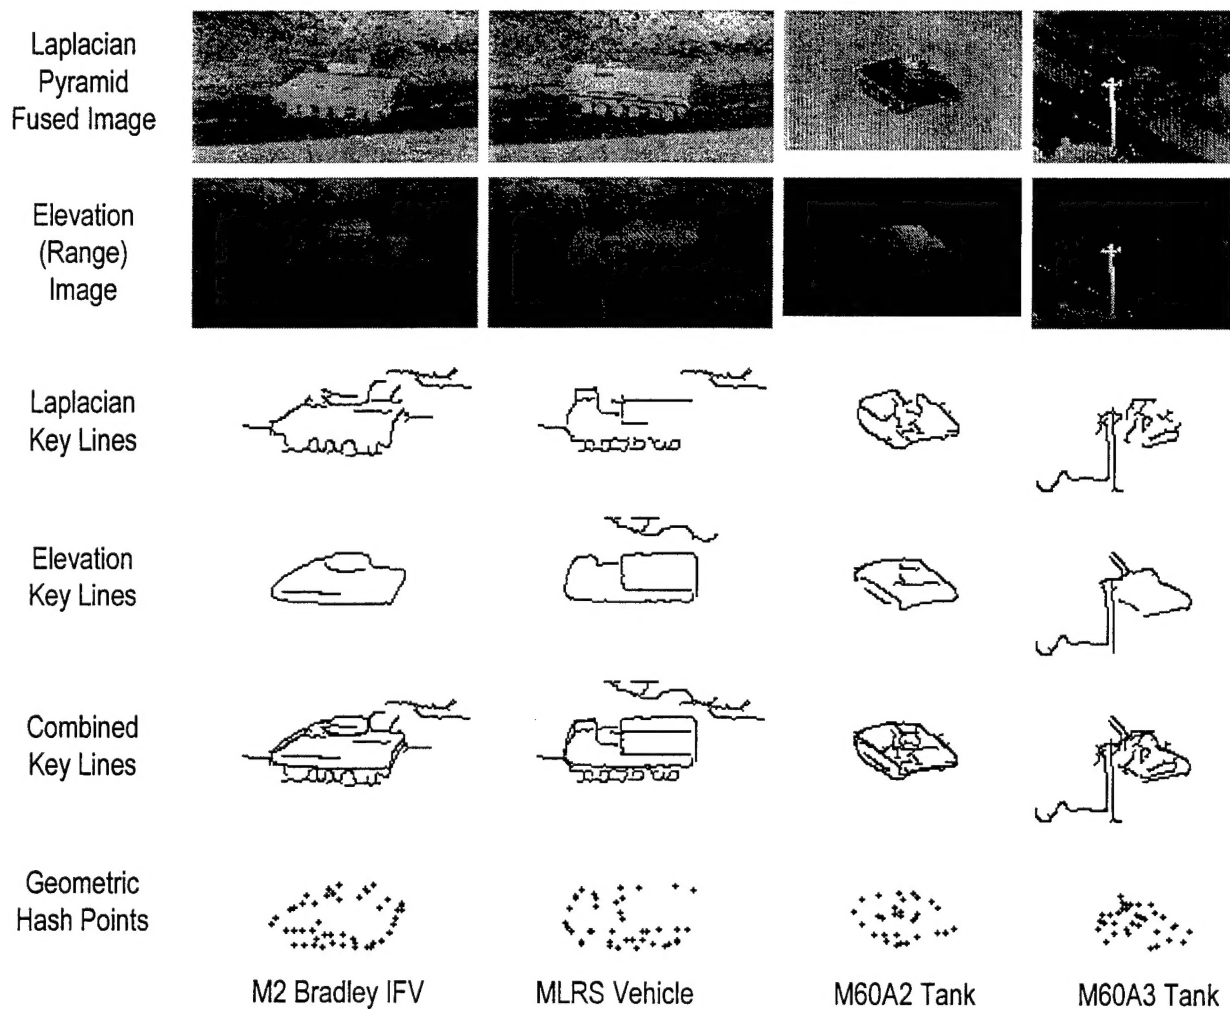 Laplacian
Pyramid
Fused Image
Elevation
(Range)
Image
Laplacian
Key Lines
Elevation
Key Lines
Combined
Key Lines
Geometric
Hash Points
M2 Bradley IFV
MLRS Vehicle
M60A2 Tank
M60A3 Tank